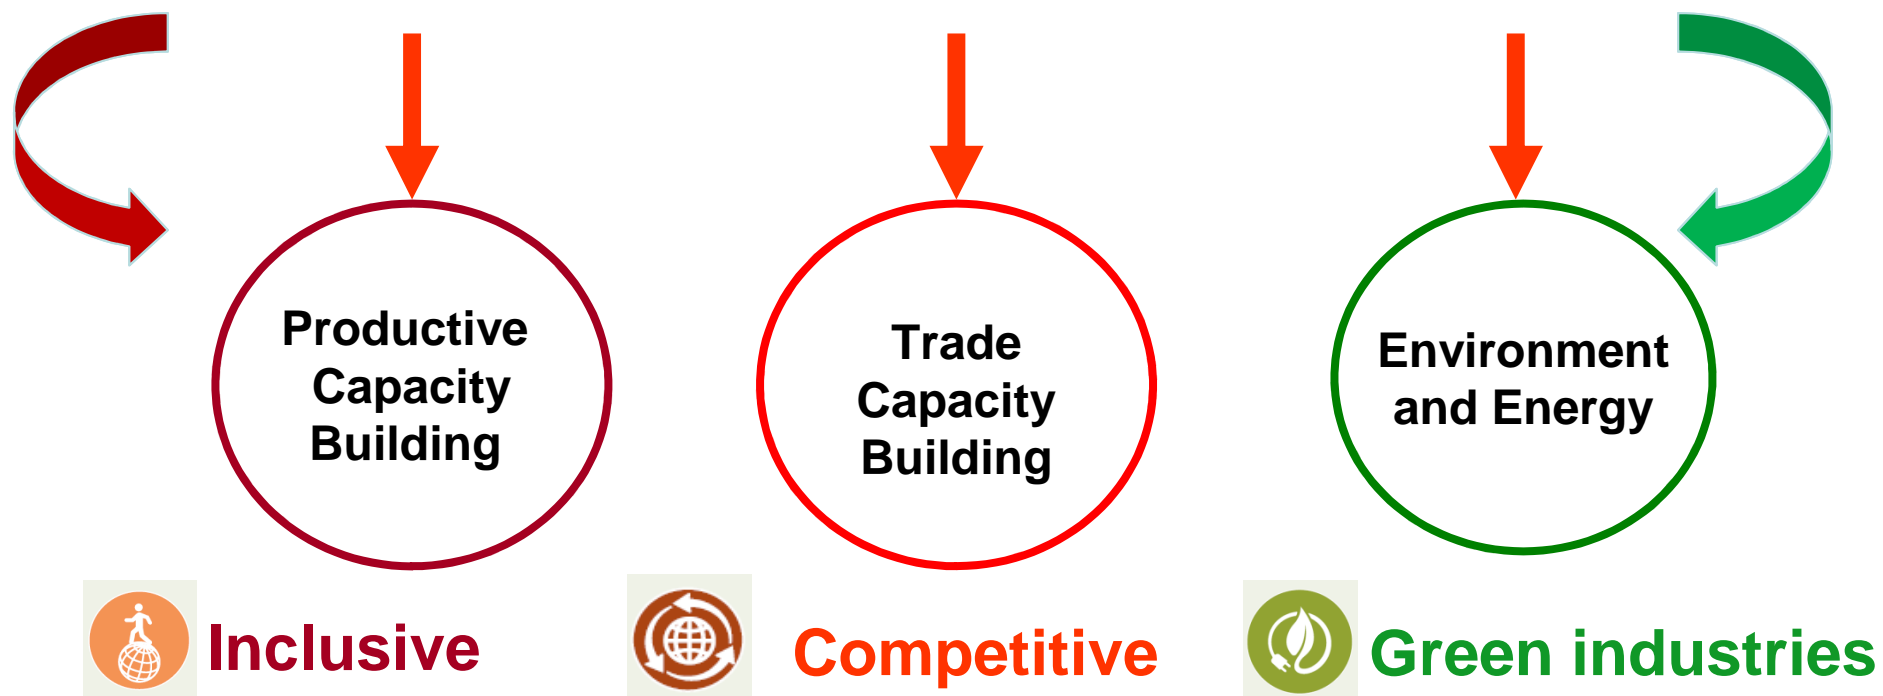 Productive
Capacity
Building
Trade
Capacity
Building
Environment
and Energy
Inclusive
Competitive
Green industries